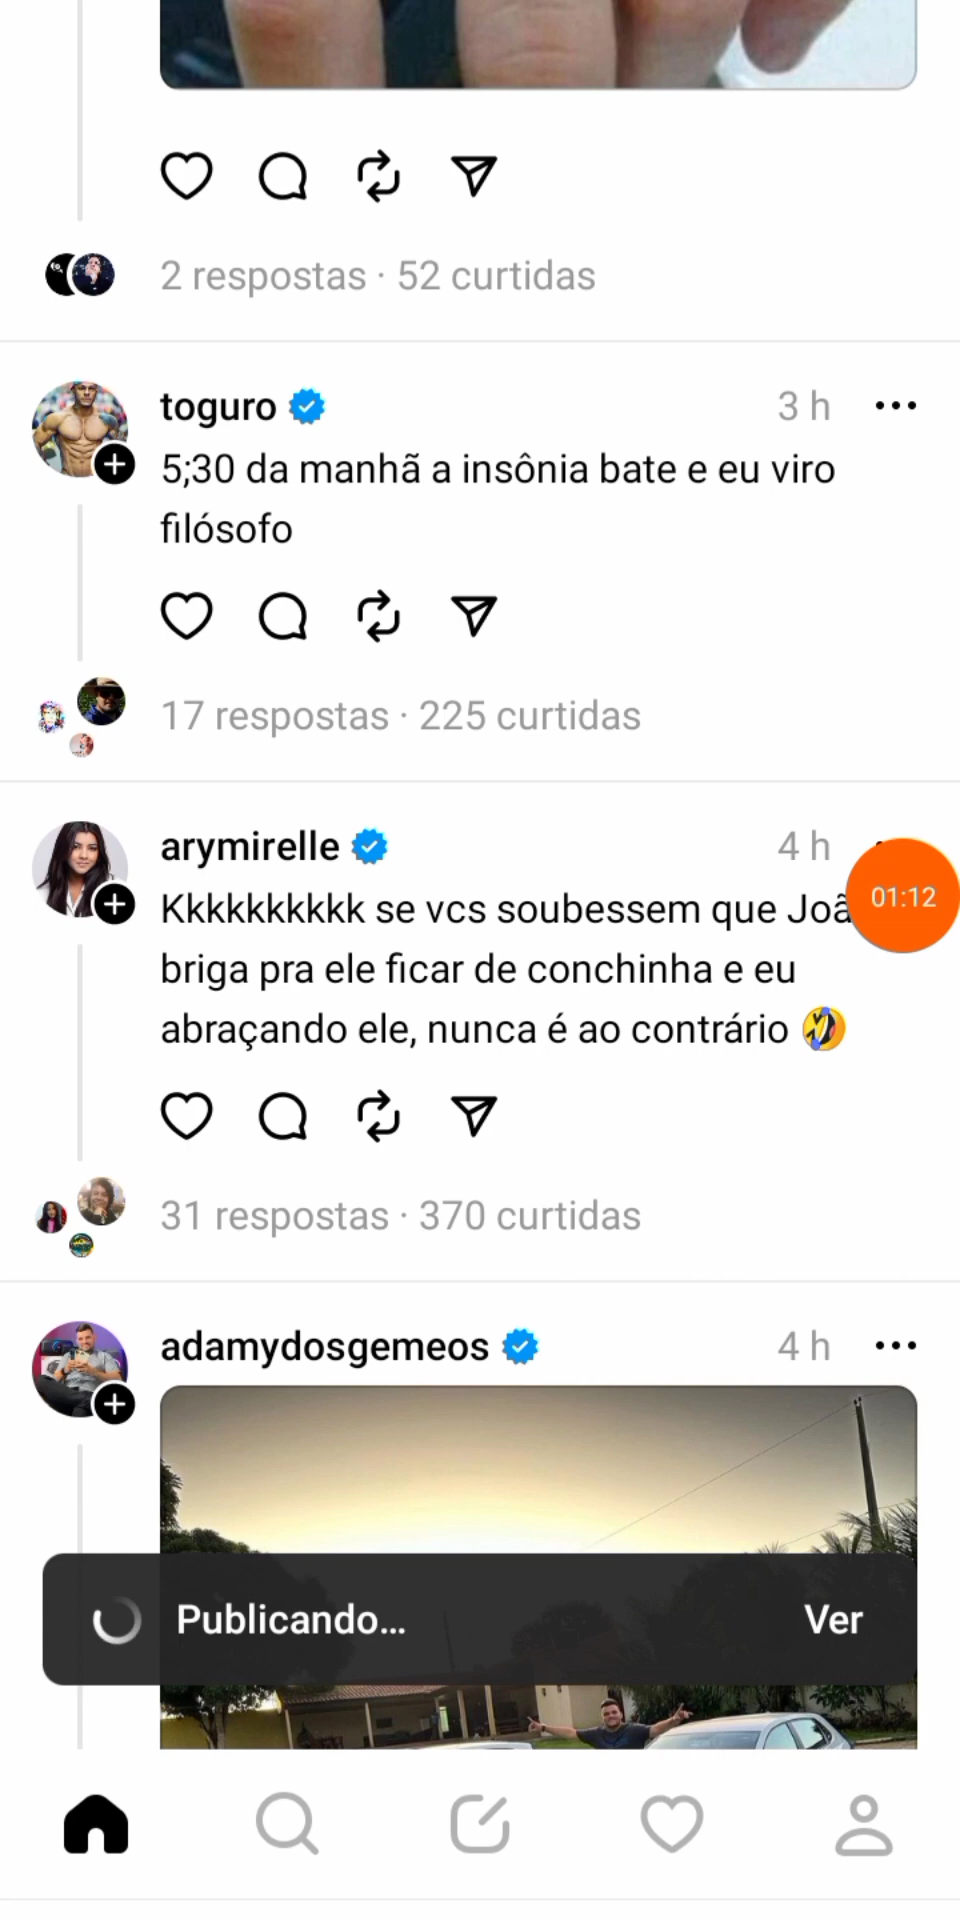 2 respostas · 52 curtidas
toguro 3 h
5;30 da manhã a insônia bate e eu viro
filósofo
17 respostas · 225 curtidas
arymirelle 4 h
Kkkkkkkkkk se vcs soubessem que Joã
01:12
briga pra ele ficar de conchinha e eu
abraçando ele, nunca é ao contrário 🤣
31 respostas · 370 curtidas
adamydosgemeos 4 h
Publicando... Ver